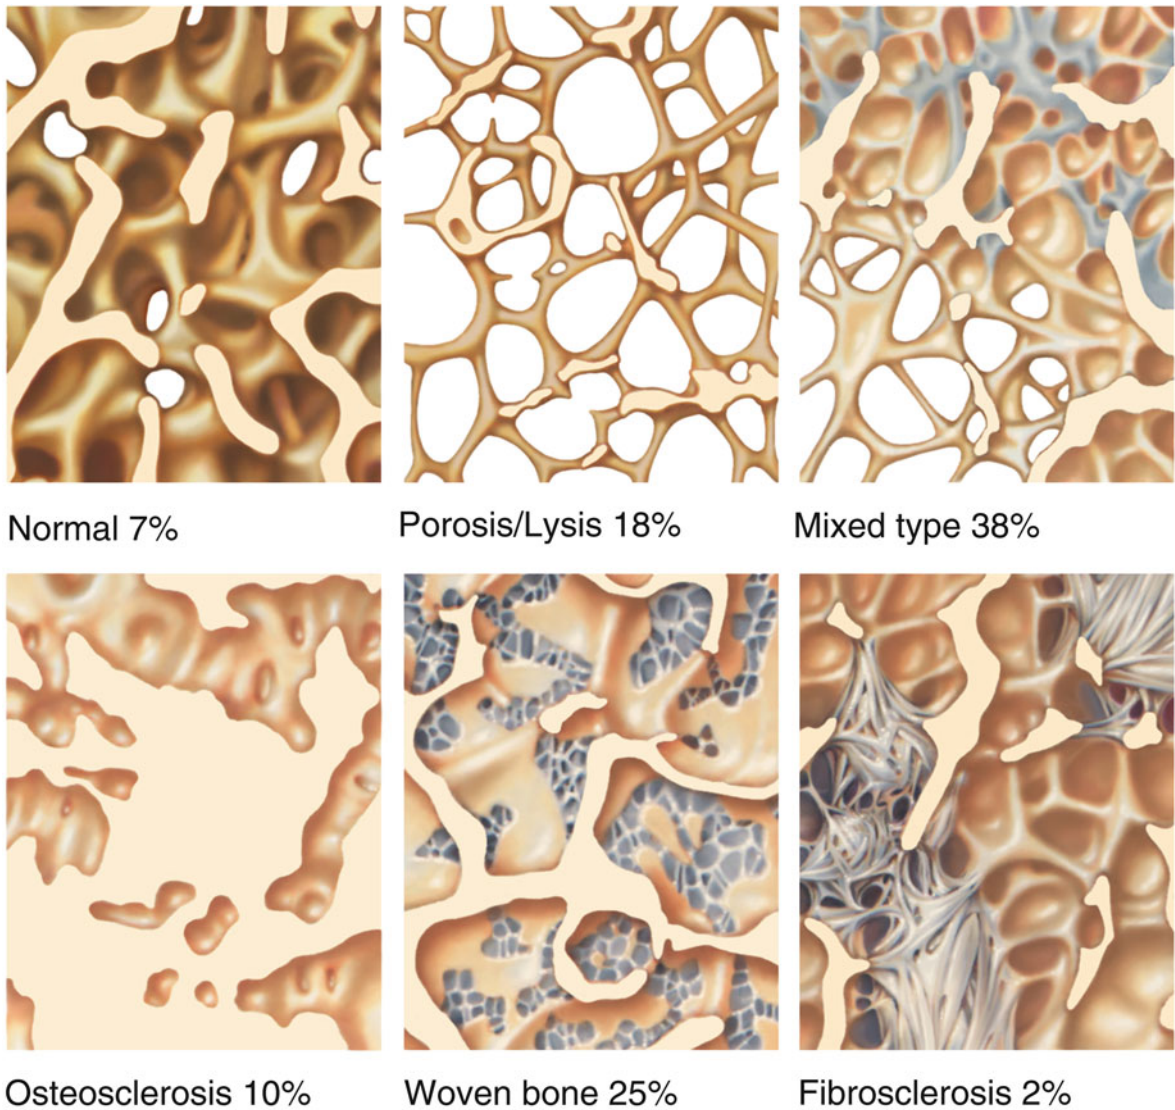 Normal 7%
Porosis/Lysis 18%
Mixed type 38%
Osteosclerosis 10%
Woven bone 25%
Fibrosclerosis 2%